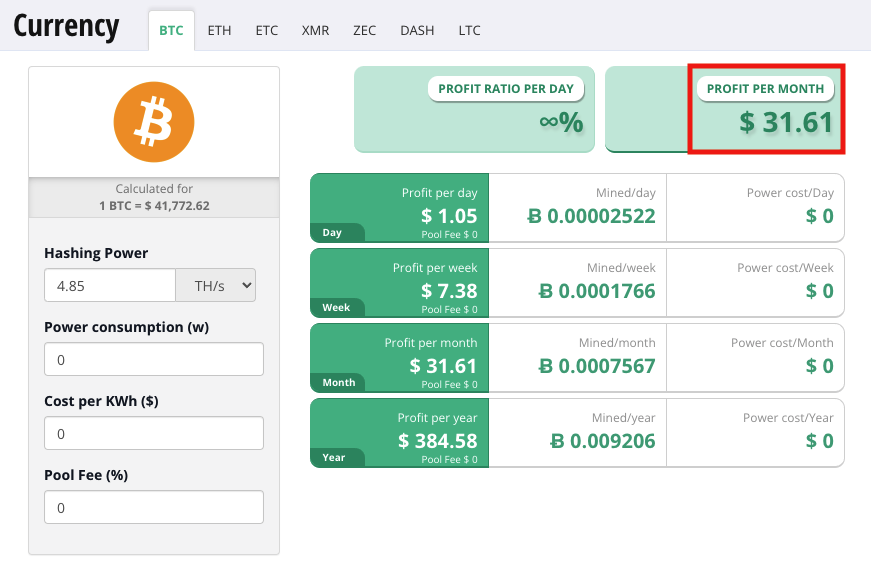 Currency
BTC ETH ETC XMR ZEC DASH LTC
Calculated for
1 BTC = $ 41,772.62
Hashing Power
4.85 TH/s
Power consumption (w)
0
Cost per KWh ($)
0
Pool Fee (%)
0
PROFIT RATIO PER DAY
∞%
PROFIT PER MONTH
$ 31.61
Day
Profit per day
$ 1.05
Pool Fee $ 0
Mined/day
Ƀ 0.00002522
Power cost/Day
$ 0
Week
Profit per week
$ 7.38
Pool Fee $ 0
Mined/week
Ƀ 0.0001766
Power cost/Week
$ 0
Month
Profit per month
$ 31.61
Pool Fee $ 0
Mined/month
Ƀ 0.0007567
Power cost/Month
$ 0
Year
Profit per year
$ 384.58
Pool Fee $ 0
Mined/year
Ƀ 0.009206
Power cost/Year
$ 0